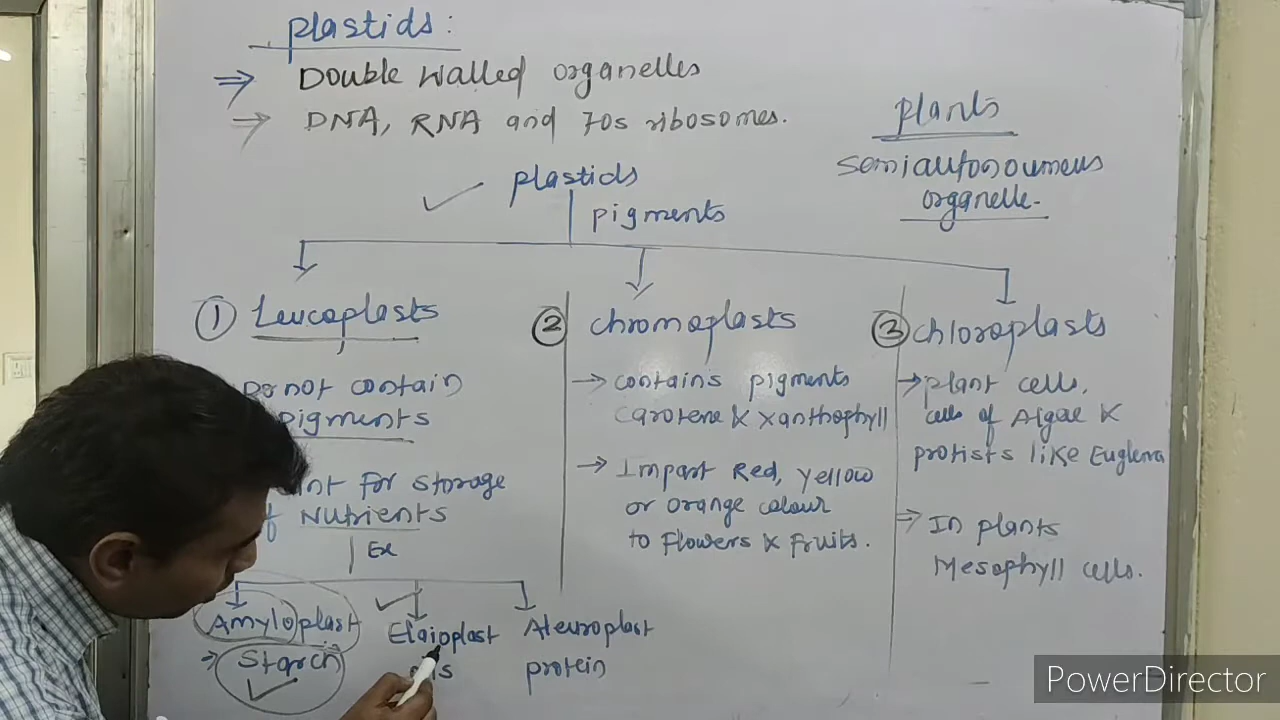 plastids:
⇒ Double walled organelles
⇒ DNA, RNA and 70s ribosomes.
plants
semiautonoumeus
organelle.
plastids
pigments
① Leucoplasts
Do not contain
pigments
for storage
Nutrients
Ex
Amyloplast
→ Starch
Elaioplast
Aleuroplast
protein
② chromoplasts
→ contains pigments
carotene & xanthophyll
→ Impart Red, yellow
or orange colour
to Flowers & Fruits.
③ chloroplasts
→ plant cells,
cells of Algae &
protists like Euglena
→ In plants
Mesophyll cells.
PowerDirector